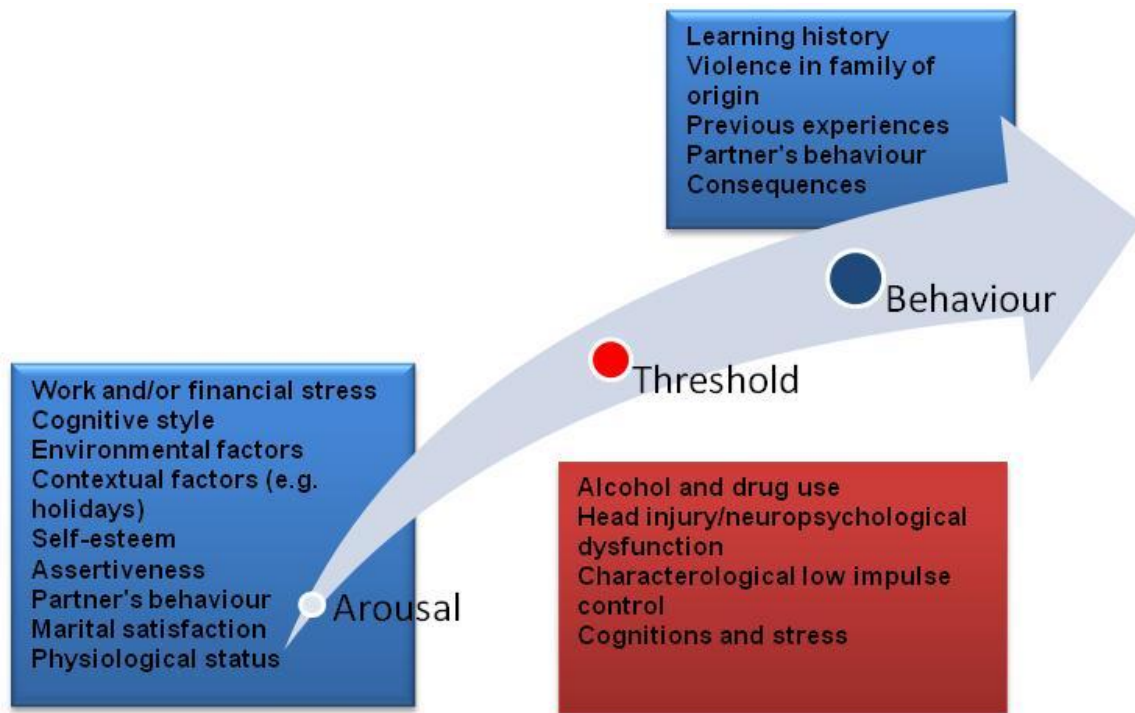 Learning history
Violence in family of
origin
Previous experiences
Partner's behaviour
Consequences
Behaviour
Threshold
Work and/or financial stress
Cognitive style
Environmental factors
Contextual factors (e.g.
holidays)
Self-esteem
Assertiveness
Partner's behaviour
Marital satisfaction
Physiological status
Arousal
Alcohol and drug use
Head injury/neuropsychological
dysfunction
Characterological low impulse
control
Cognitions and stress